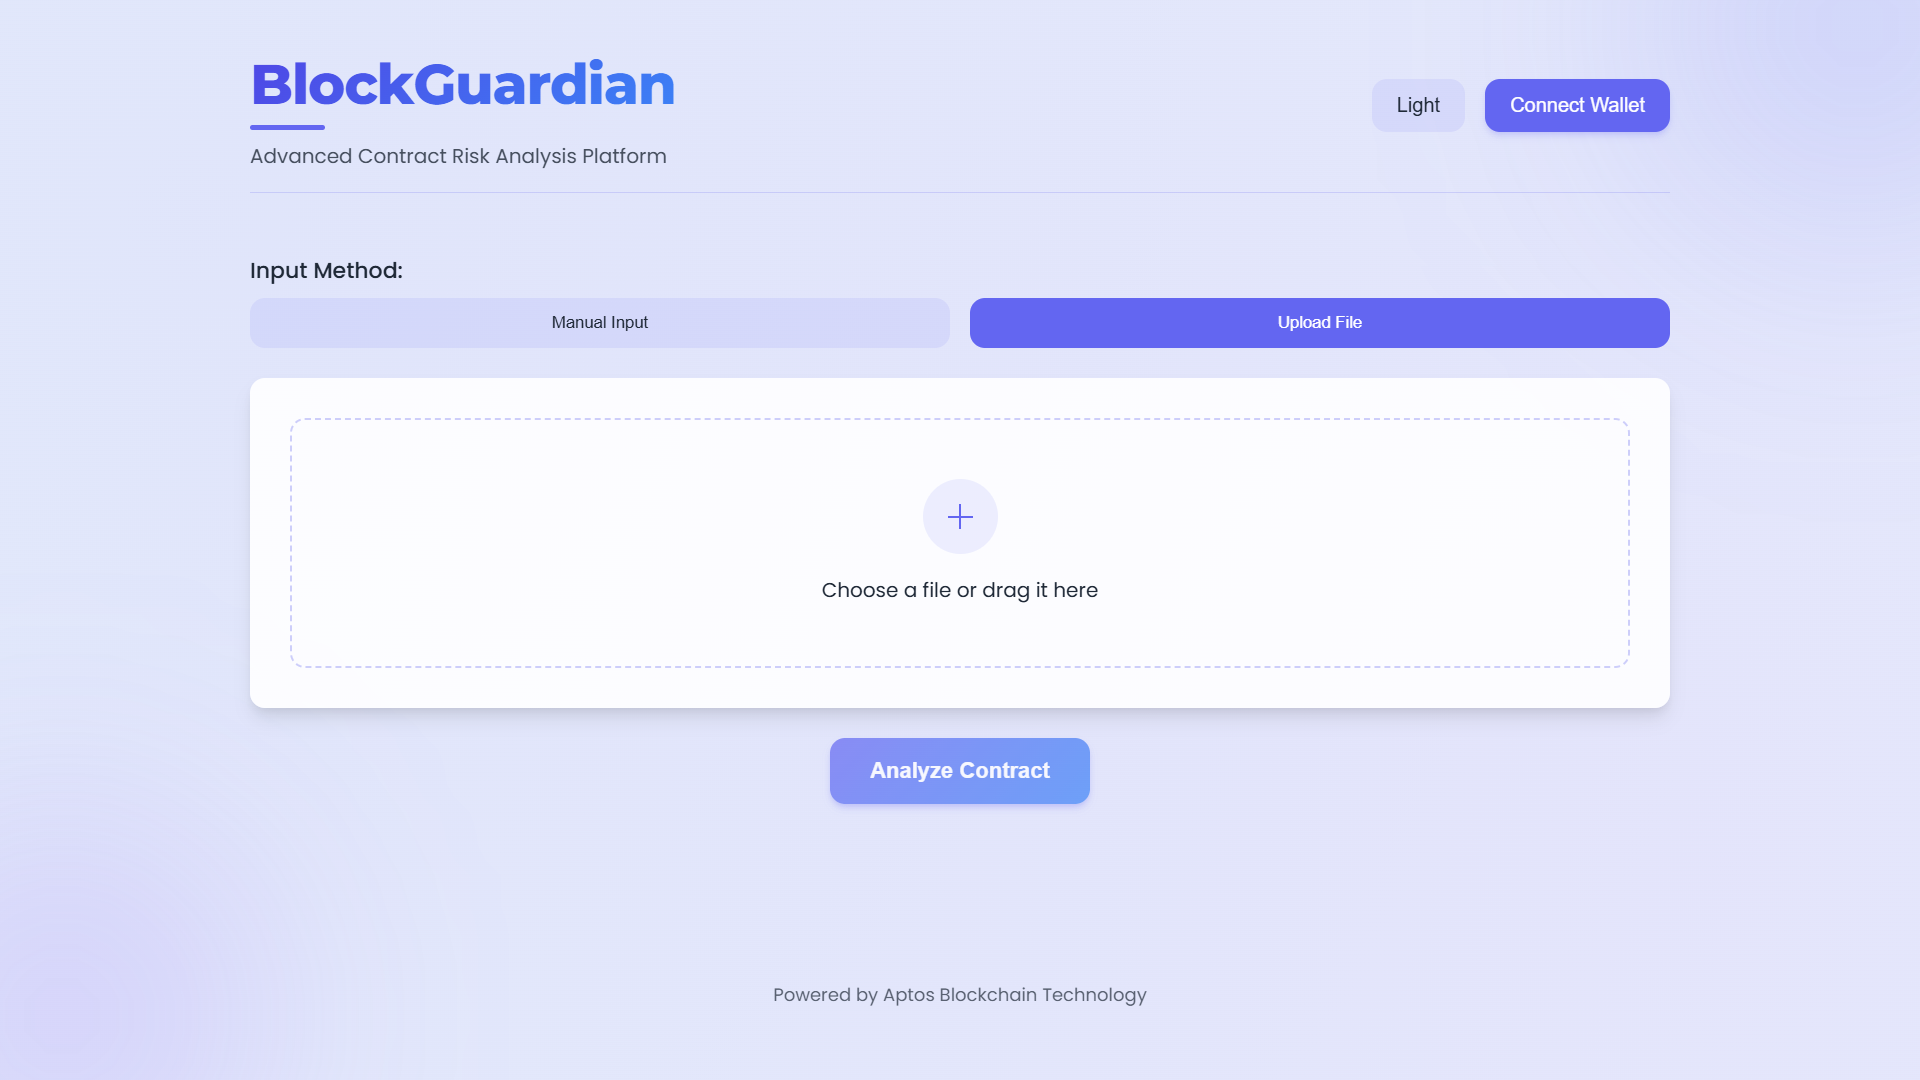 BlockGuardian
Advanced Contract Risk Analysis Platform
Light
Connect Wallet
Input Method:
Manual Input
Upload File
Choose a file or drag it here
Analyze Contract
Powered by Aptos Blockchain Technology